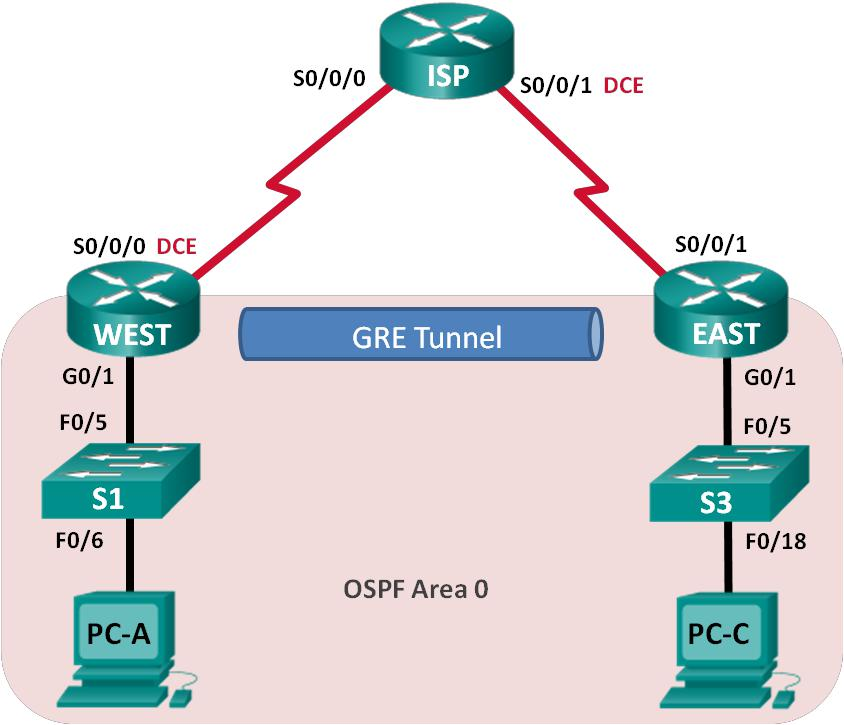 ISP
S0/0/0
S0/0/1 DCE
S0/0/0 DCE
S0/0/1
WEST
GRE Tunnel
EAST
G0/1
G0/1
F0/5
F0/5
S1
S3
F0/6
F0/18
OSPF Area 0
PC-A
PC-C